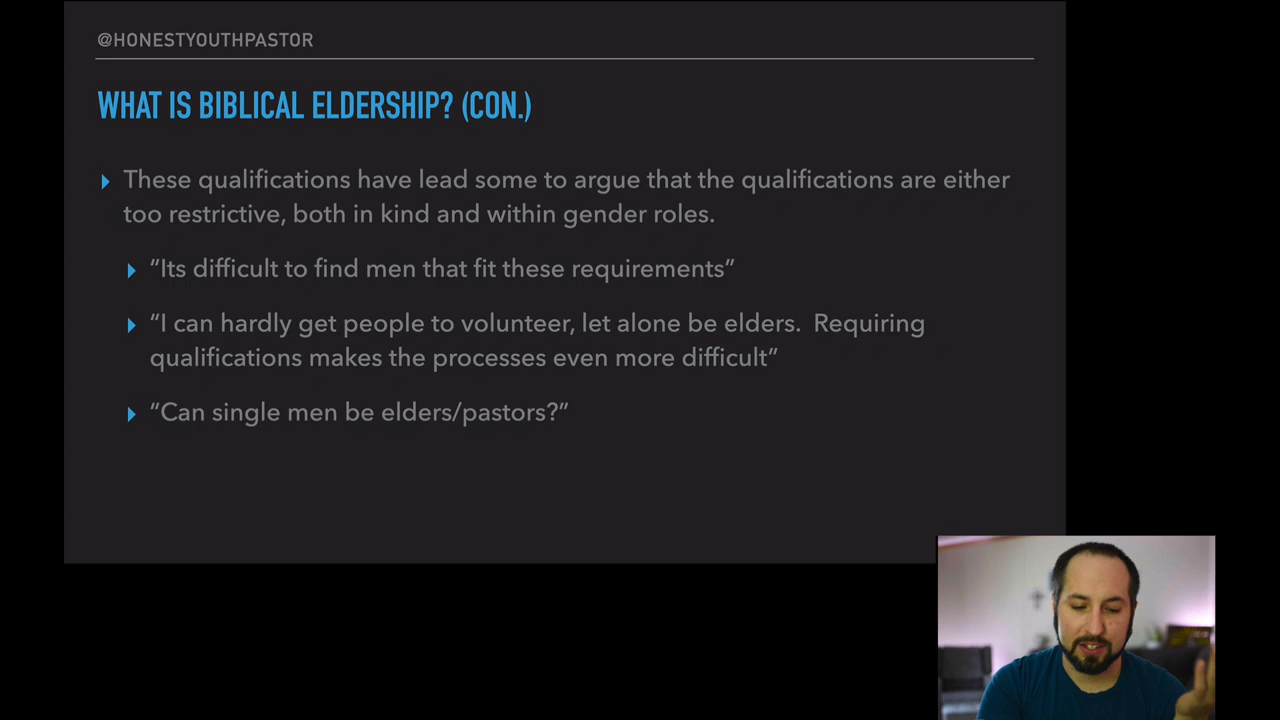 @HONESTYOUTHPASTOR
WHAT IS BIBLICAL ELDERSHIP? (CON.)
These qualifications have lead some to argue that the qualifications are either
too restrictive, both in kind and within gender roles.
“Its difficult to find men that fit these requirements”
“I can hardly get people to volunteer, let alone be elders.  Requiring
qualifications makes the processes even more difficult”
“Can single men be elders/pastors?”